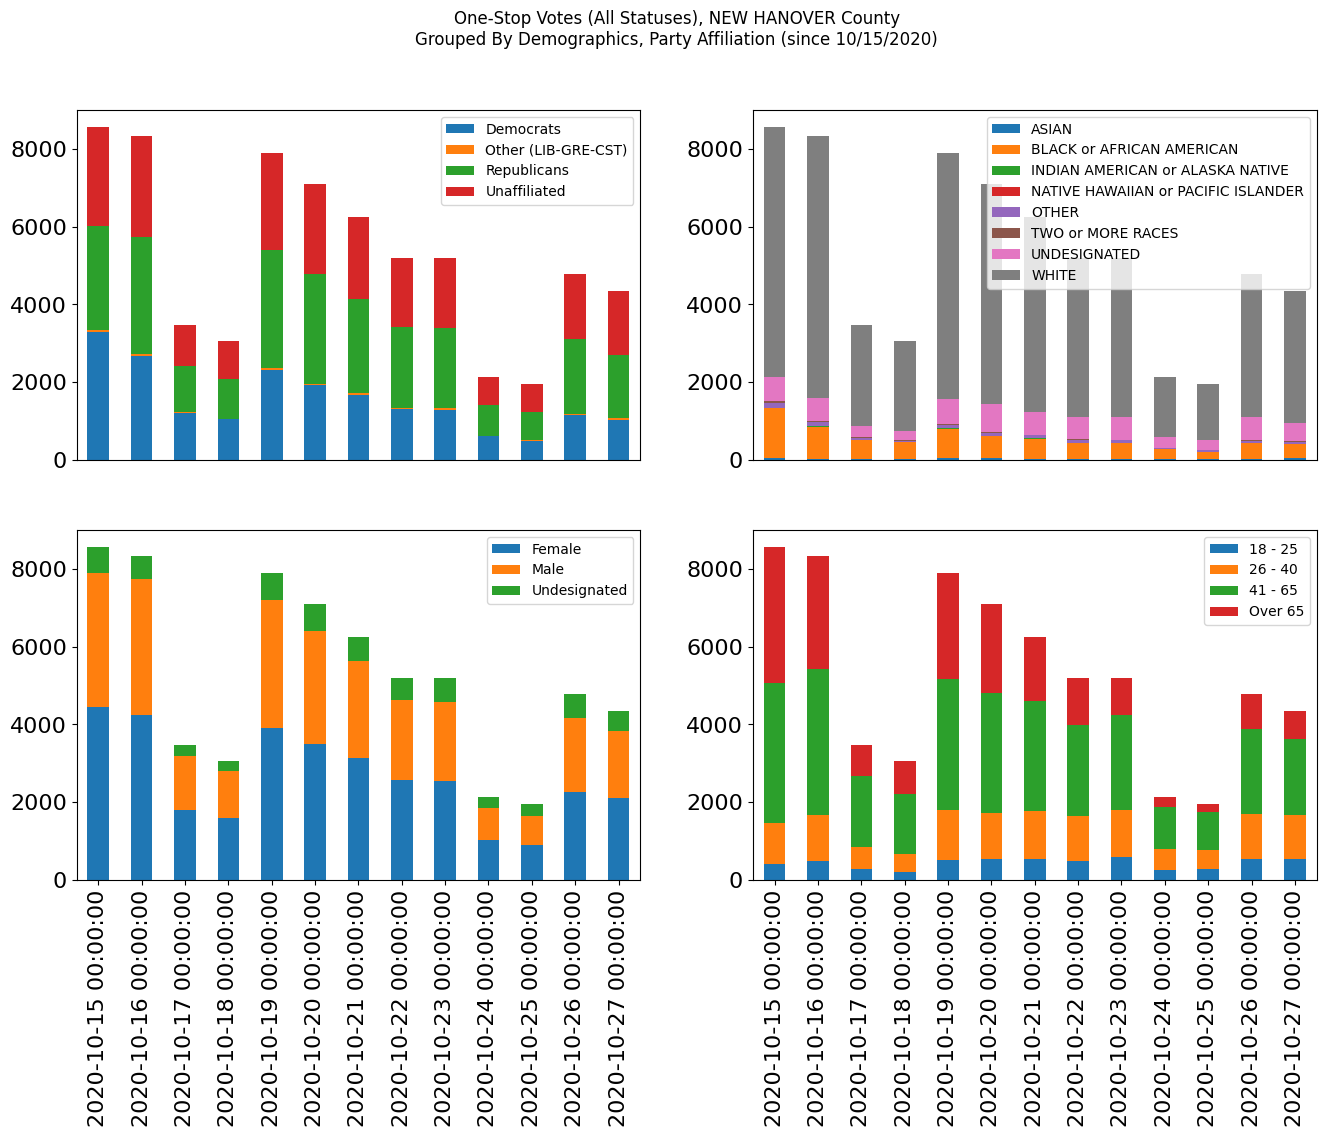 One-Stop Votes (All Statuses), NEW HANOVER County
Grouped By Demographics, Party Affiliation (since 10/15/2020)
8000
6000
4000
2000
0
Democrats
Other (LIB-GRE-CST)
Republicans
Unaffiliated
8000
6000
4000
2000
0
ASIAN
BLACK or AFRICAN AMERICAN
INDIAN AMERICAN or ALASKA NATIVE
NATIVE HAWAIIAN or PACIFIC ISLANDER
OTHER
TWO or MORE RACES
UNDESIGNATED
WHITE
8000
6000
4000
2000
0
Female
Male
Undesignated
2020-10-15 00:00:00
2020-10-16 00:00:00
2020-10-17 00:00:00
2020-10-18 00:00:00
2020-10-19 00:00:00
2020-10-20 00:00:00
2020-10-21 00:00:00
2020-10-22 00:00:00
2020-10-23 00:00:00
2020-10-24 00:00:00
2020-10-25 00:00:00
2020-10-26 00:00:00
2020-10-27 00:00:00
8000
6000
4000
2000
0
18 - 25
26 - 40
41 - 65
Over 65
2020-10-15 00:00:00
2020-10-16 00:00:00
2020-10-17 00:00:00
2020-10-18 00:00:00
2020-10-19 00:00:00
2020-10-20 00:00:00
2020-10-21 00:00:00
2020-10-22 00:00:00
2020-10-23 00:00:00
2020-10-24 00:00:00
2020-10-25 00:00:00
2020-10-26 00:00:00
2020-10-27 00:00:00